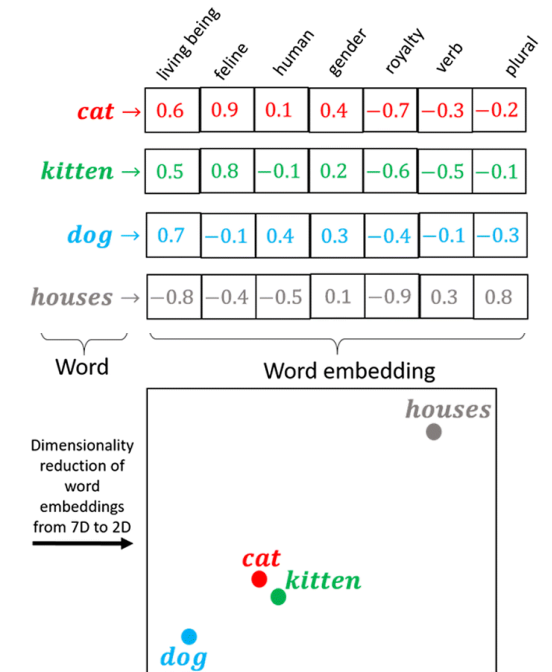 living being feline human gender royalty verb plural
cat → 0.6 0.9 0.1 0.4 −0.7 −0.3 −0.2
kitten → 0.5 0.8 −0.1 0.2 −0.6 −0.5 −0.1
dog → 0.7 −0.1 0.4 0.3 −0.4 −0.1 −0.3
houses → −0.8 −0.4 −0.5 0.1 −0.9 0.3 0.8
Word Word embedding
houses
Dimensionality
reduction of
word
embeddings
from 7D to 2D
cat
kitten
dog